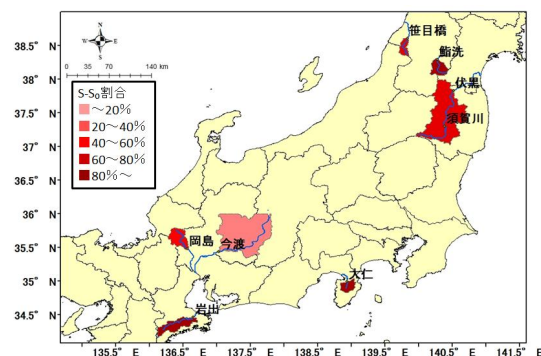 38.5
38
37.5
37
36.5
36
35.5
35
34.5
N
W
E
S
0 35 70 140 km
S-S₀割合
～20%
20～40%
40～60%
60～80%
80%～
笹目橋
鮨洗
伏黒
須賀川
岡島
今渡
大仁
岩出
135.5 E 136.5 E 137.5 E 138.5 E 139.5 E 140.5 E 141.5 E